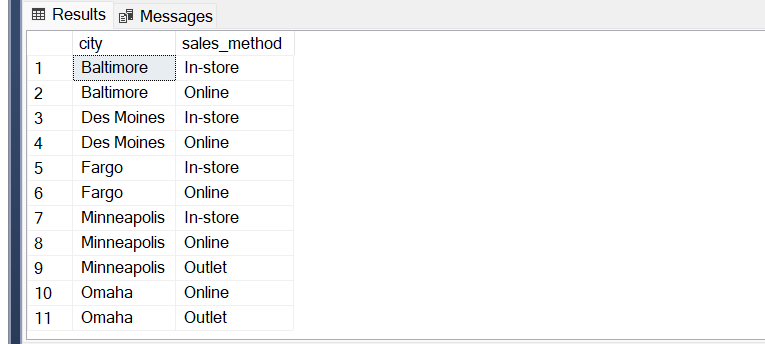 Results Messages
city sales_method
1 Baltimore In-store
2 Baltimore Online
3 Des Moines In-store
4 Des Moines Online
5 Fargo In-store
6 Fargo Online
7 Minneapolis In-store
8 Minneapolis Online
9 Minneapolis Outlet
10 Omaha Online
11 Omaha Outlet